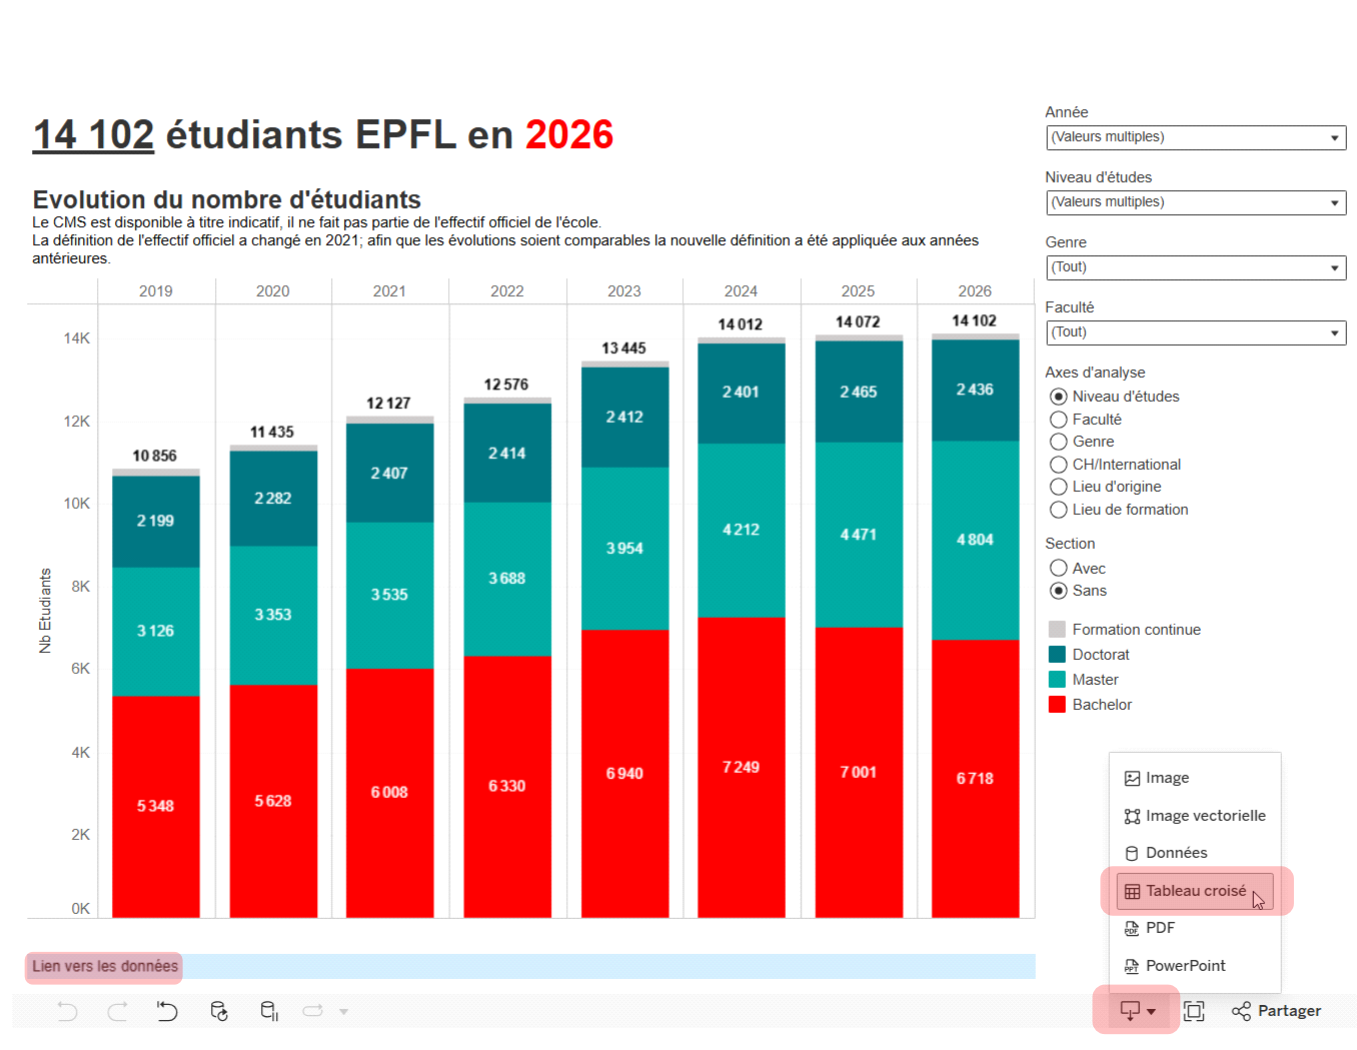 14 102 étudiants EPFL en 2026
Evolution du nombre d'étudiants
Le CMS est disponible à titre indicatif, il ne fait pas partie de l'effectif officiel de l'école.
La définition de l'effectif officiel a changé en 2021; afin que les évolutions soient comparables la nouvelle définition a été appliquée aux années
antérieures.
2019 2020 2021 2022 2023 2024 2025 2026
14K
12K
10K
8K
6K
4K
2K
0K
Nb Etudiants
10 856
2 199
3 126
5 348
11 435
2 282
3 353
5 628
12 127
2 407
3 535
6 008
12 576
2 414
3 688
6 330
13 445
2 412
3 954
6 940
14 012
2 401
4 212
7 249
14 072
2 465
4 471
7 001
14 102
2 436
4 804
6 718
Année
(Valeurs multiples)
Niveau d'études
(Valeurs multiples)
Genre
(Tout)
Faculté
(Tout)
Axes d'analyse
Niveau d'études
Faculté
Genre
CH/International
Lieu d'origine
Lieu de formation
Section
Avec
Sans
Formation continue
Doctorat
Master
Bachelor
Image
Image vectorielle
Données
Tableau croisé
PDF
PowerPoint
Lien vers les données
Partager